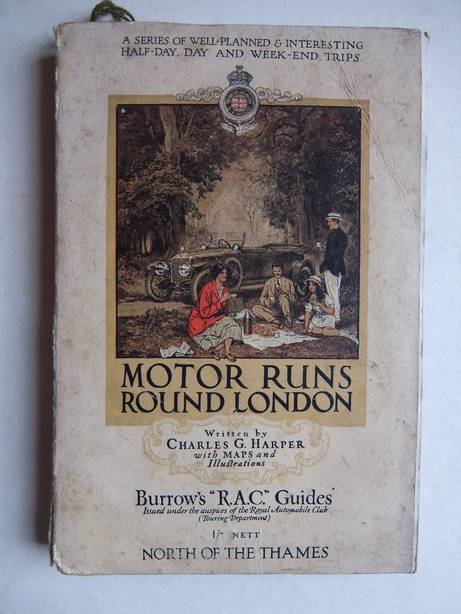 A SERIES OF WELL-PLANNED & INTERESTING
HALF-DAY, DAY AND WEEK-END TRIPS.
MOTOR RUNS
ROUND LONDON
Written by
CHARLES G. HARPER
with MAPS and
Illustrations
Burrow's "R.A.C." Guides
Issued under the auspices of the Royal Automobile Club
(Touring Department)
1/- NETT
NORTH OF THE THAMES